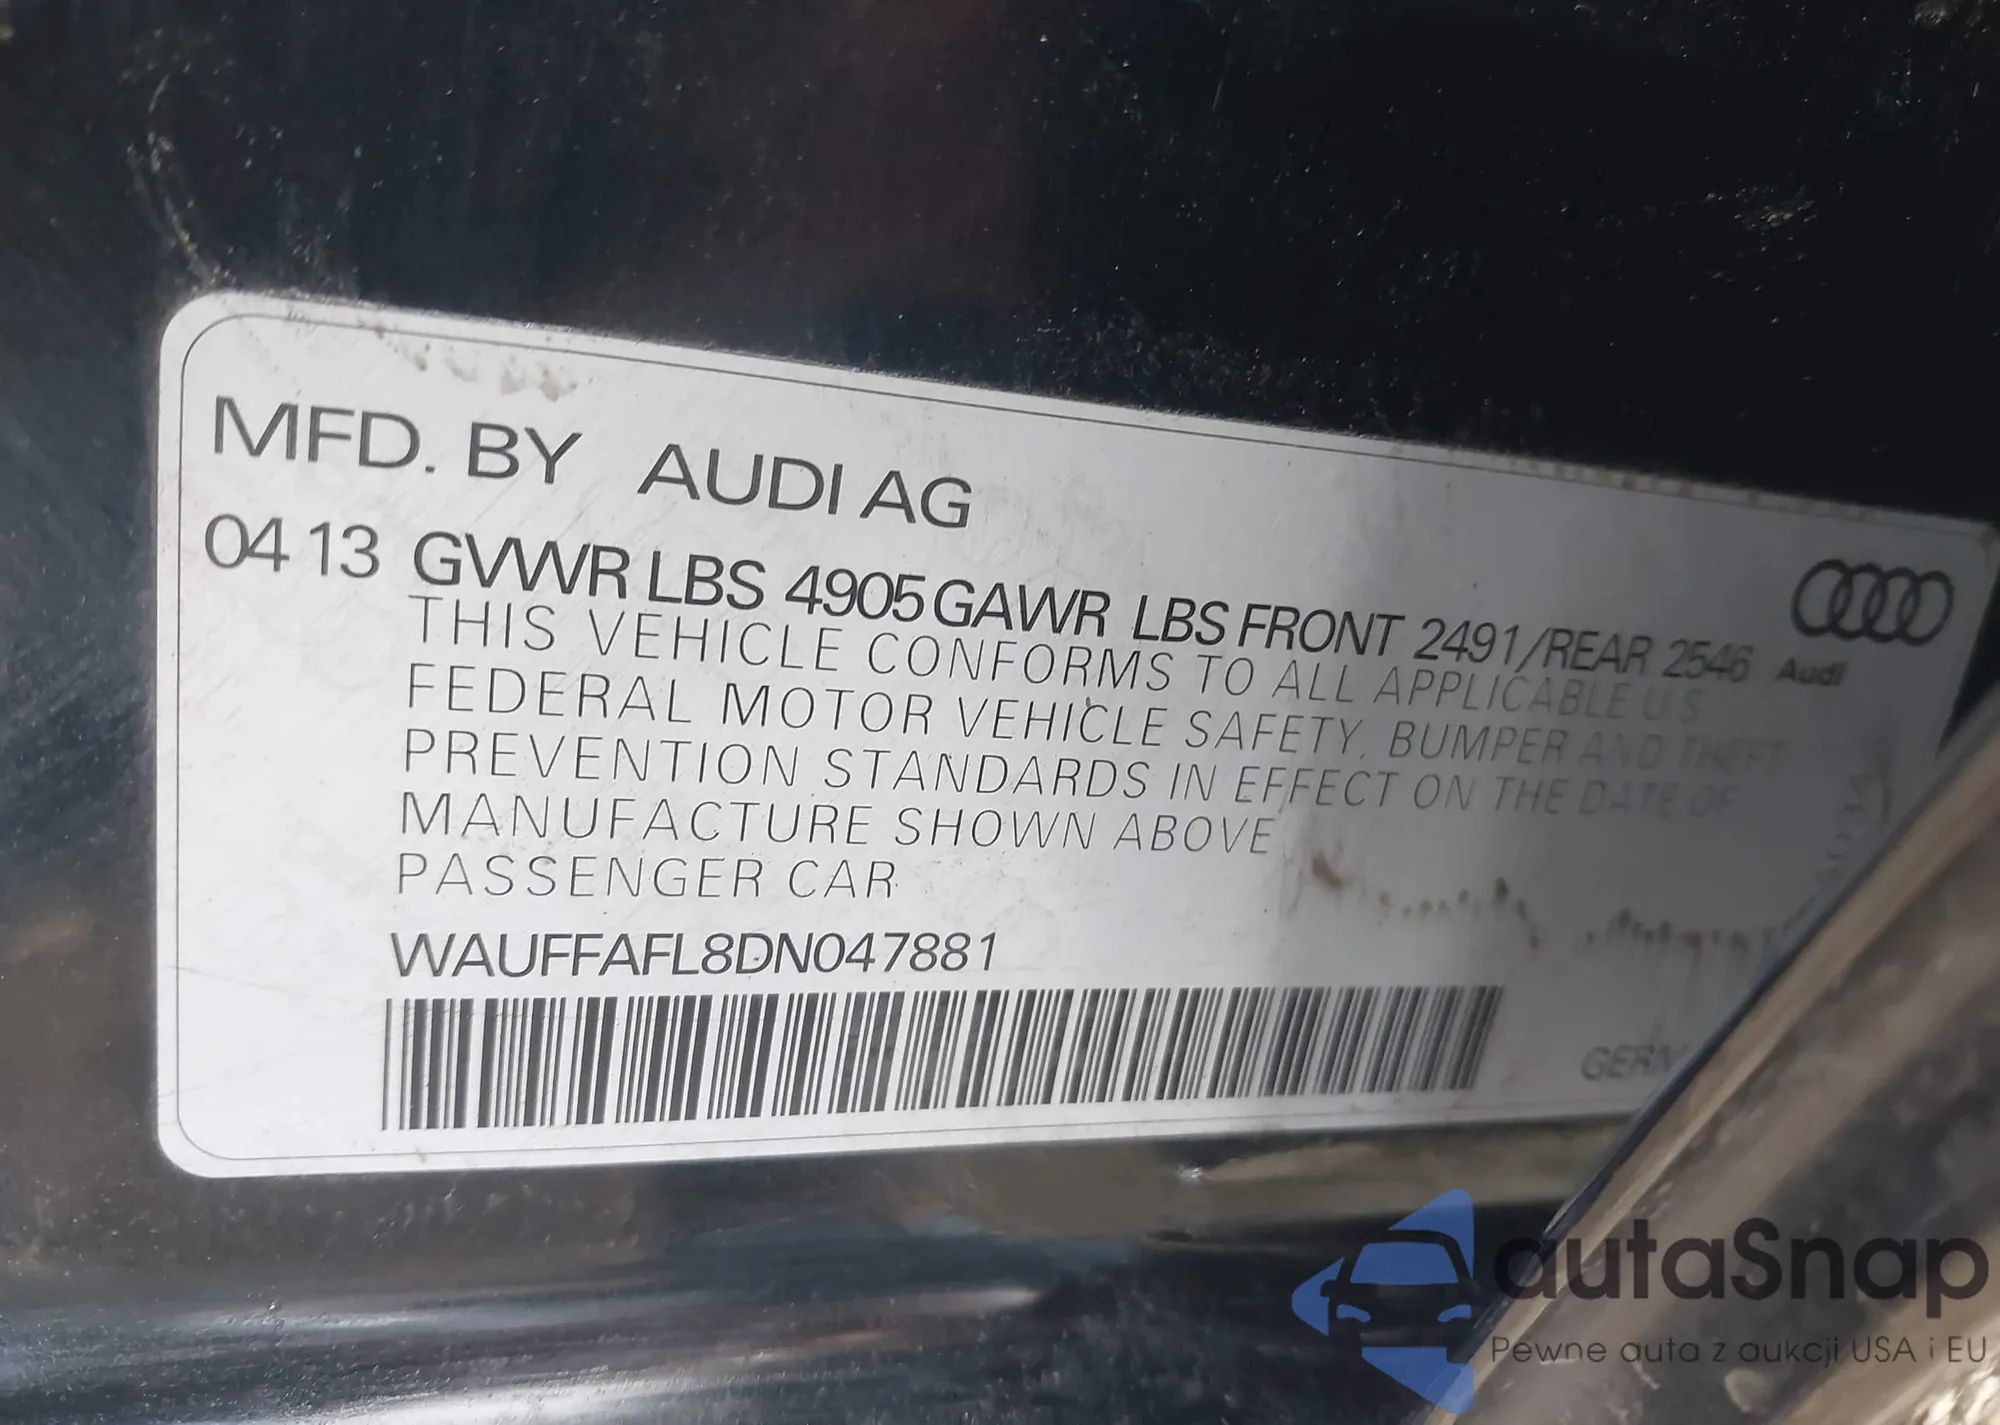 MFD. BY AUDI AG
04 13 GVWR LBS 4905 GAWR LBS FRONT 2491/REAR 2546
Audi
THIS VEHICLE CONFORMS TO ALL APPLICABLE U S
FEDERAL MOTOR VEHICLE SAFETY, BUMPER AND THEFT
PREVENTION STANDARDS IN EFFECT ON THE DATE OF
MANUFACTURE SHOWN ABOVE
PASSENGER CAR
WAUFFAFL8DN047881
autaSnap
Pewne auta z aukcji USA i EU